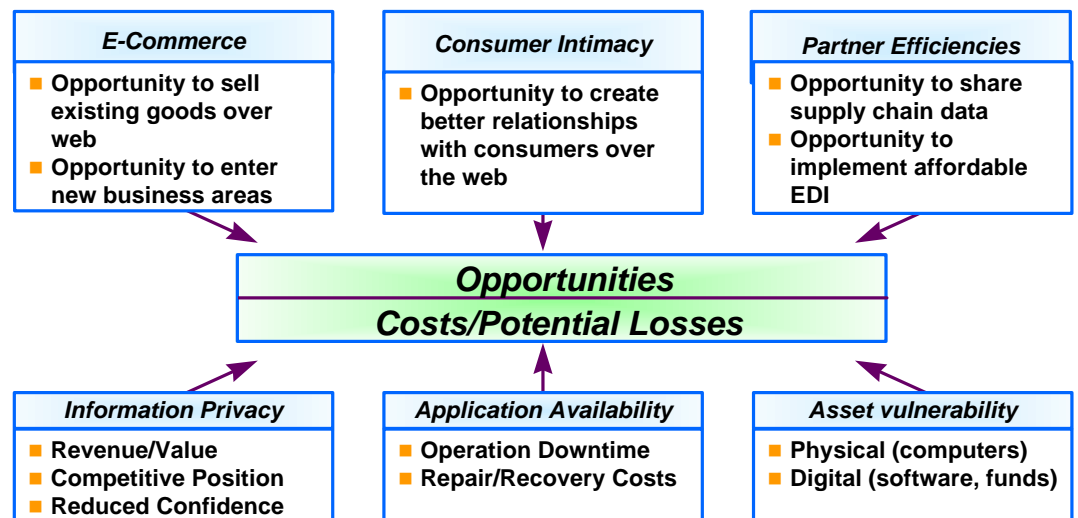 E-Commerce
Opportunity to sell
existing goods over
web
Opportunity to enter
new business areas
Consumer Intimacy
Opportunity to create
better relationships
with consumers over
the web
Partner Efficiencies
Opportunity to share
supply chain data
Opportunity to
implement affordable
EDI
Opportunities
Costs/Potential Losses
Information Privacy
Revenue/Value
Competitive Position
Reduced Confidence
Application Availability
Operation Downtime
Repair/Recovery Costs
Asset vulnerability
Physical (computers)
Digital (software, funds)